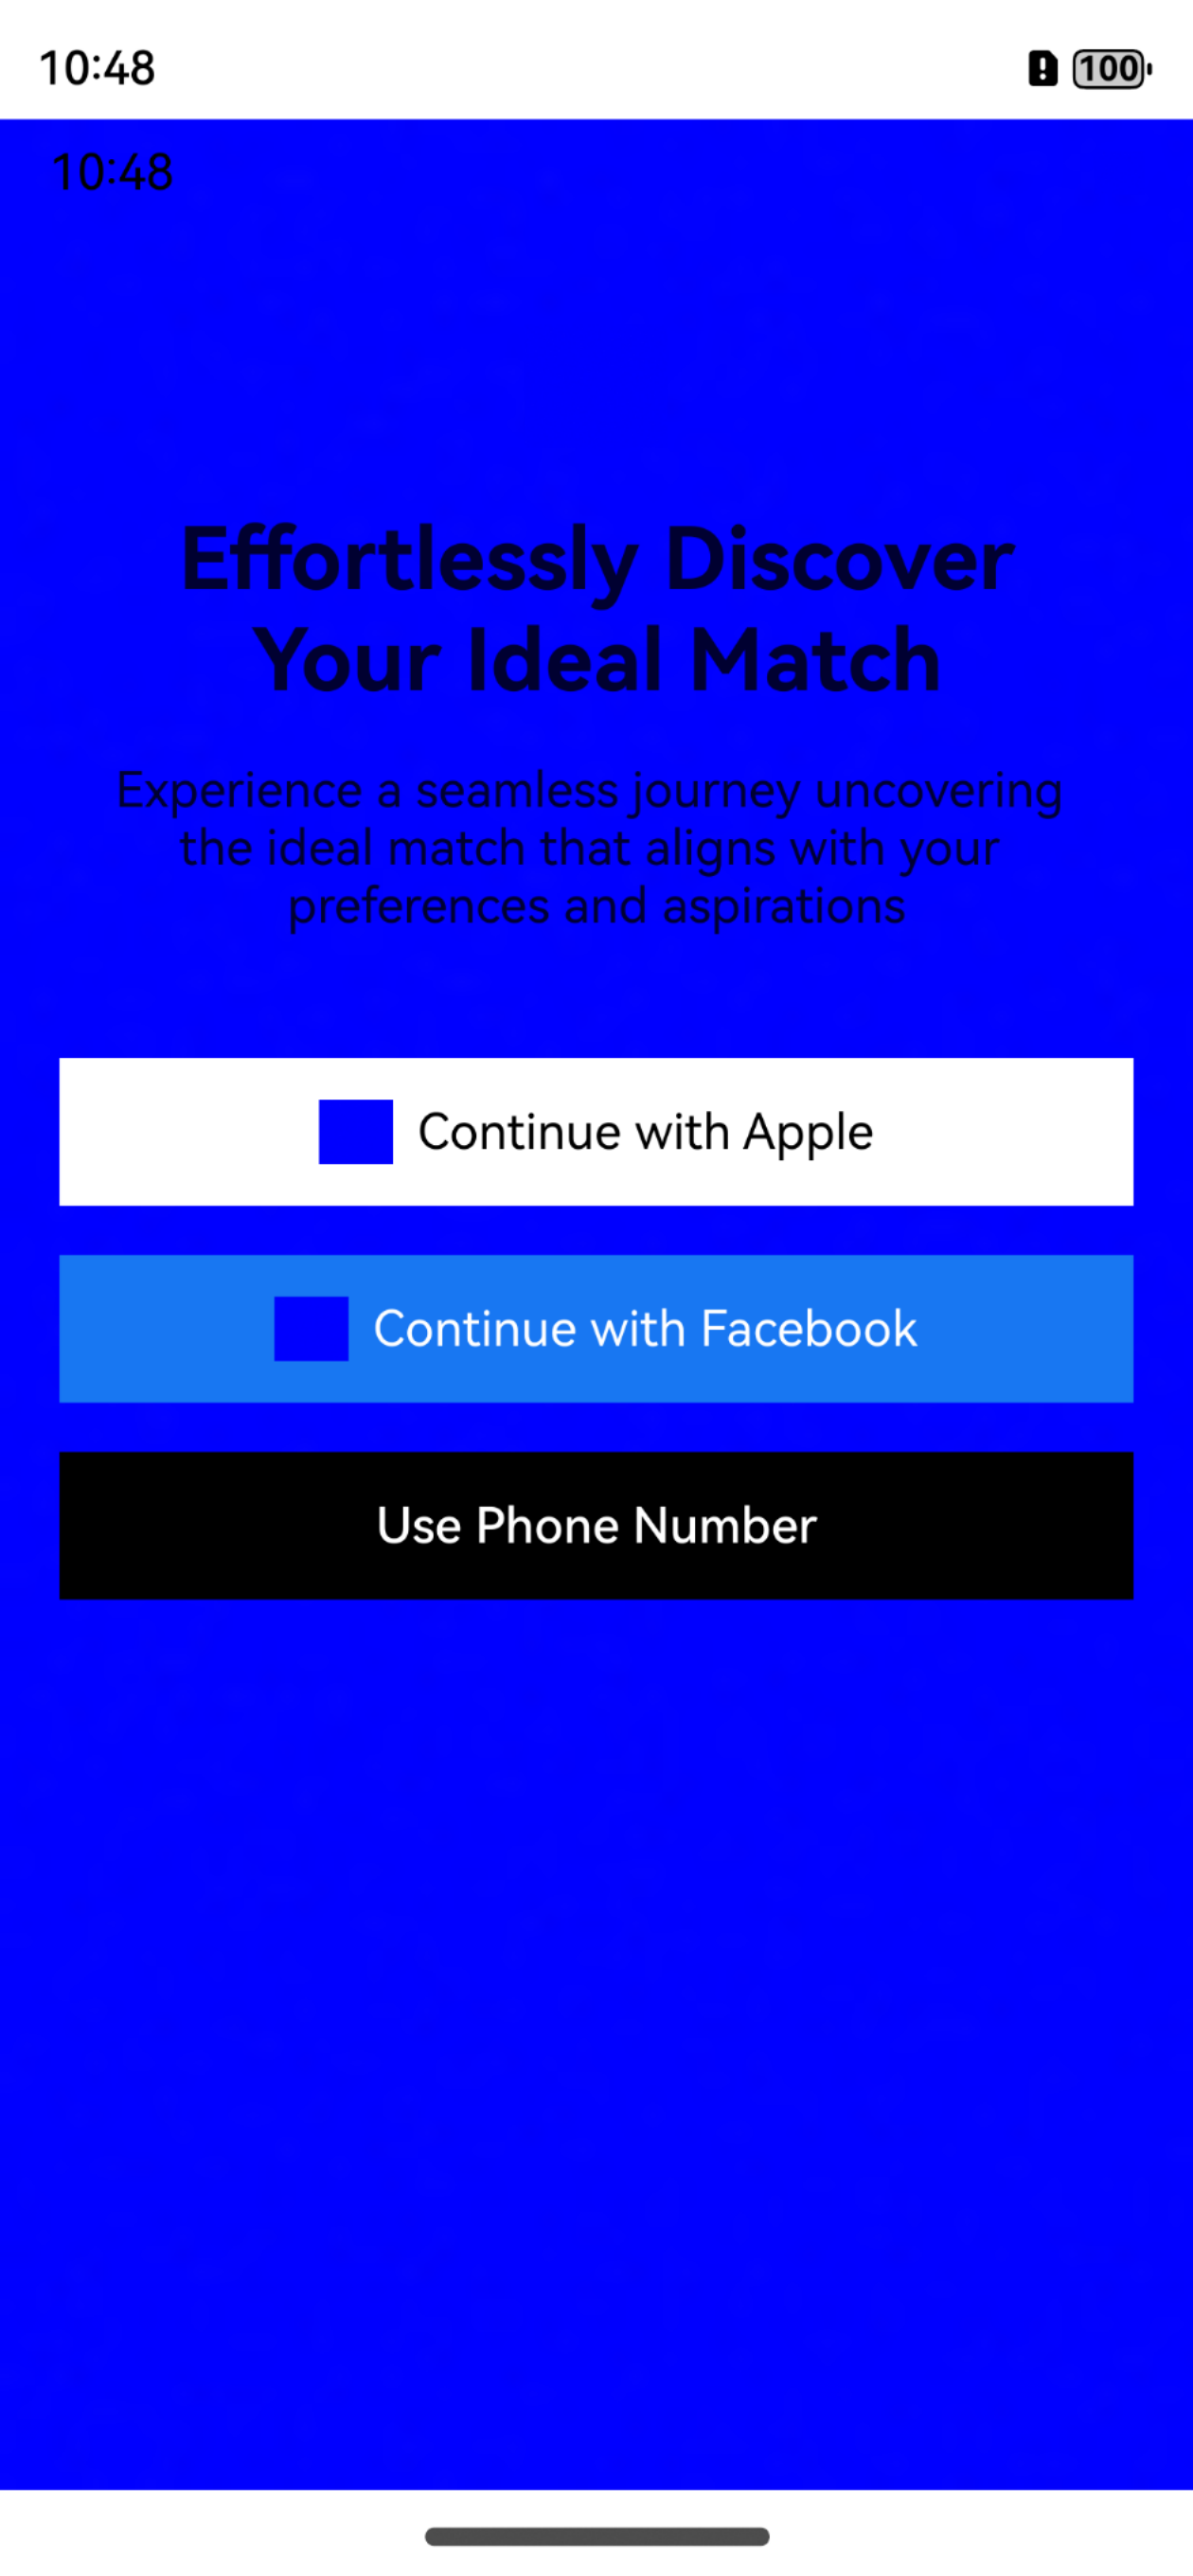 10:48
100
10:48
Effortlessly Discover
Your Ideal Match
Experience a seamless journey uncovering
the ideal match that aligns with your
preferences and aspirations
Continue with Apple
Continue with Facebook
Use Phone Number